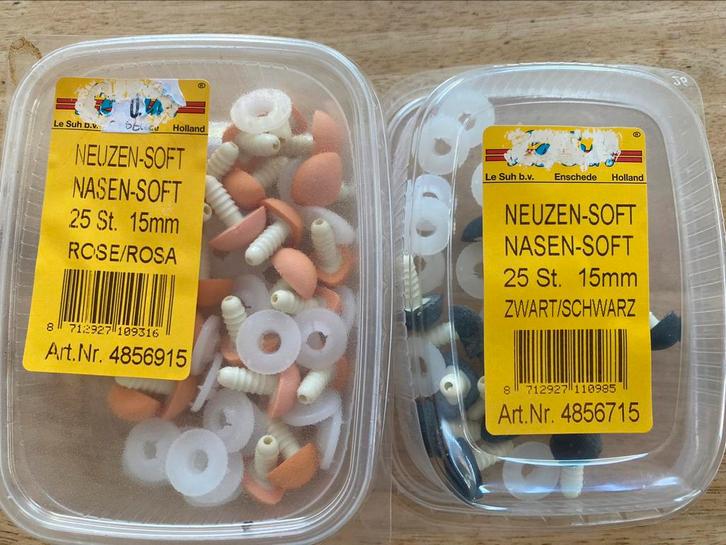 ®
Le Suh b.v. Holland
NEUZEN-SOFT
NASEN-SOFT
25 St. 15mm
ROSE/ROSA
8 712927 109316
Art.Nr. 4856915
®
Le Suh b.v. Enschede Holland
NEUZEN-SOFT
NASEN-SOFT
25 St. 15mm
ZWART/SCHWARZ
8 712927 110985
Art.Nr. 4856715